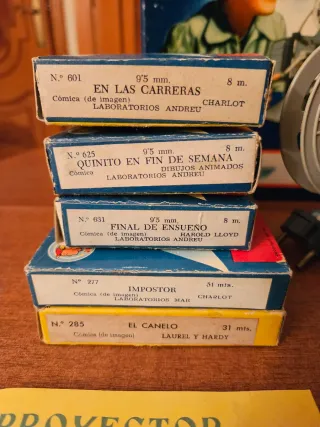 N.º 601 9'5 mm. 8 m.
EN LAS CARRERAS
Cómica (de imagen) CHARLOT
LABORATORIOS ANDREU
N.º 625 9'5 mm. 8 m.
QUINITO EN FIN DE SEMANA
Cómica DIBUJOS ANIMADOS
LABORATORIOS ANDREU
N.º 631 9'5 mm. 8 m.
FINAL DE ENSUEÑO
Cómica (de imagen) HAROLD LLOYD
LABORATORIOS ANDREU
Nº 277 31 mts.
IMPOSTOR
Cómica (de imagen) CHARLOT
LABORATORIOS MAR
N.º 285 EL CANELO 31 mts.
Cómica (de imagen) LAUREL Y HARDY
PROYECTOR